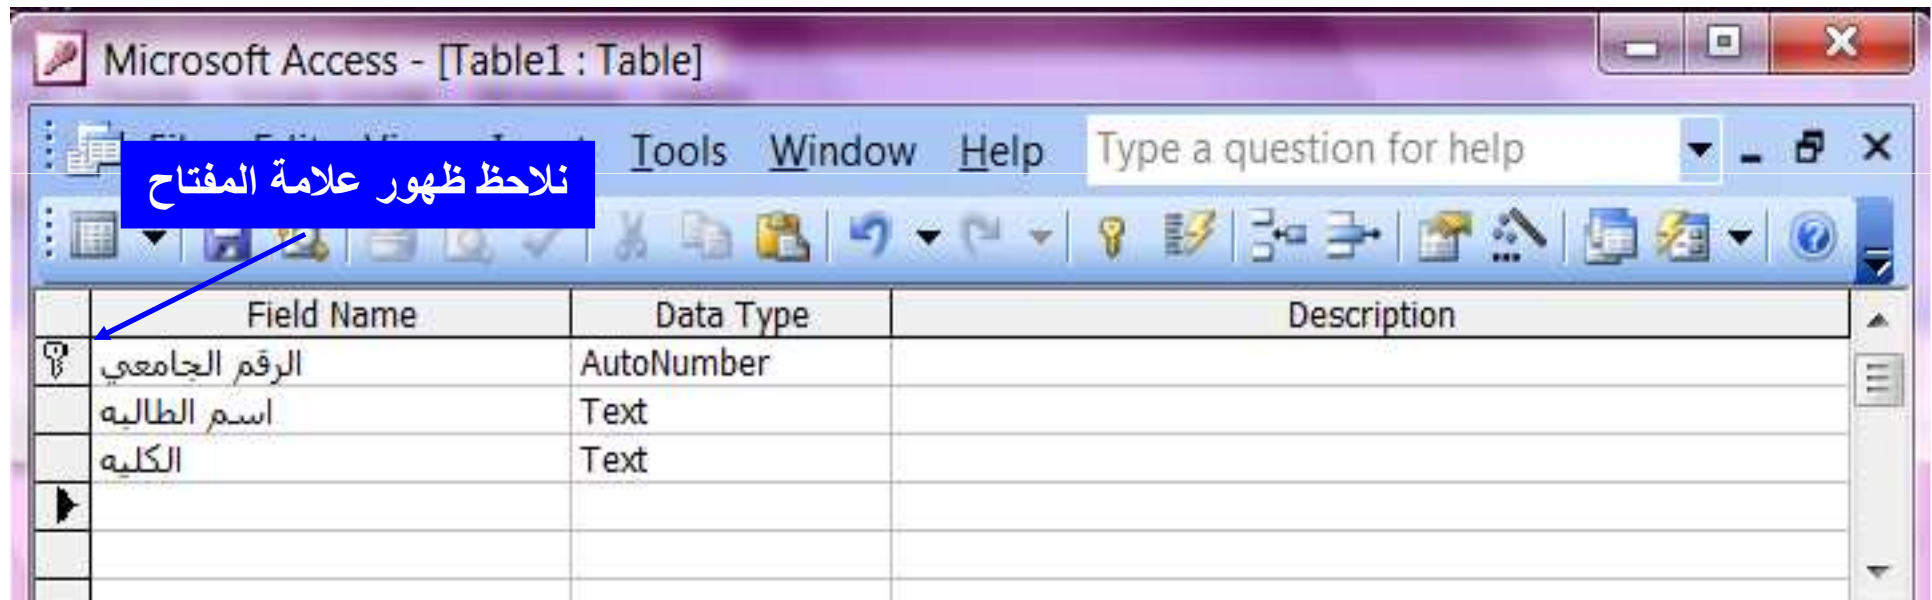 Microsoft Access - [Table1 : Table]
Tools Window Help Type a question for help
نلاحظ ظهور علامة المفتاح
Field Name Data Type Description
الرقم الجامعي AutoNumber
اسم الطالبه Text
الكليه Text